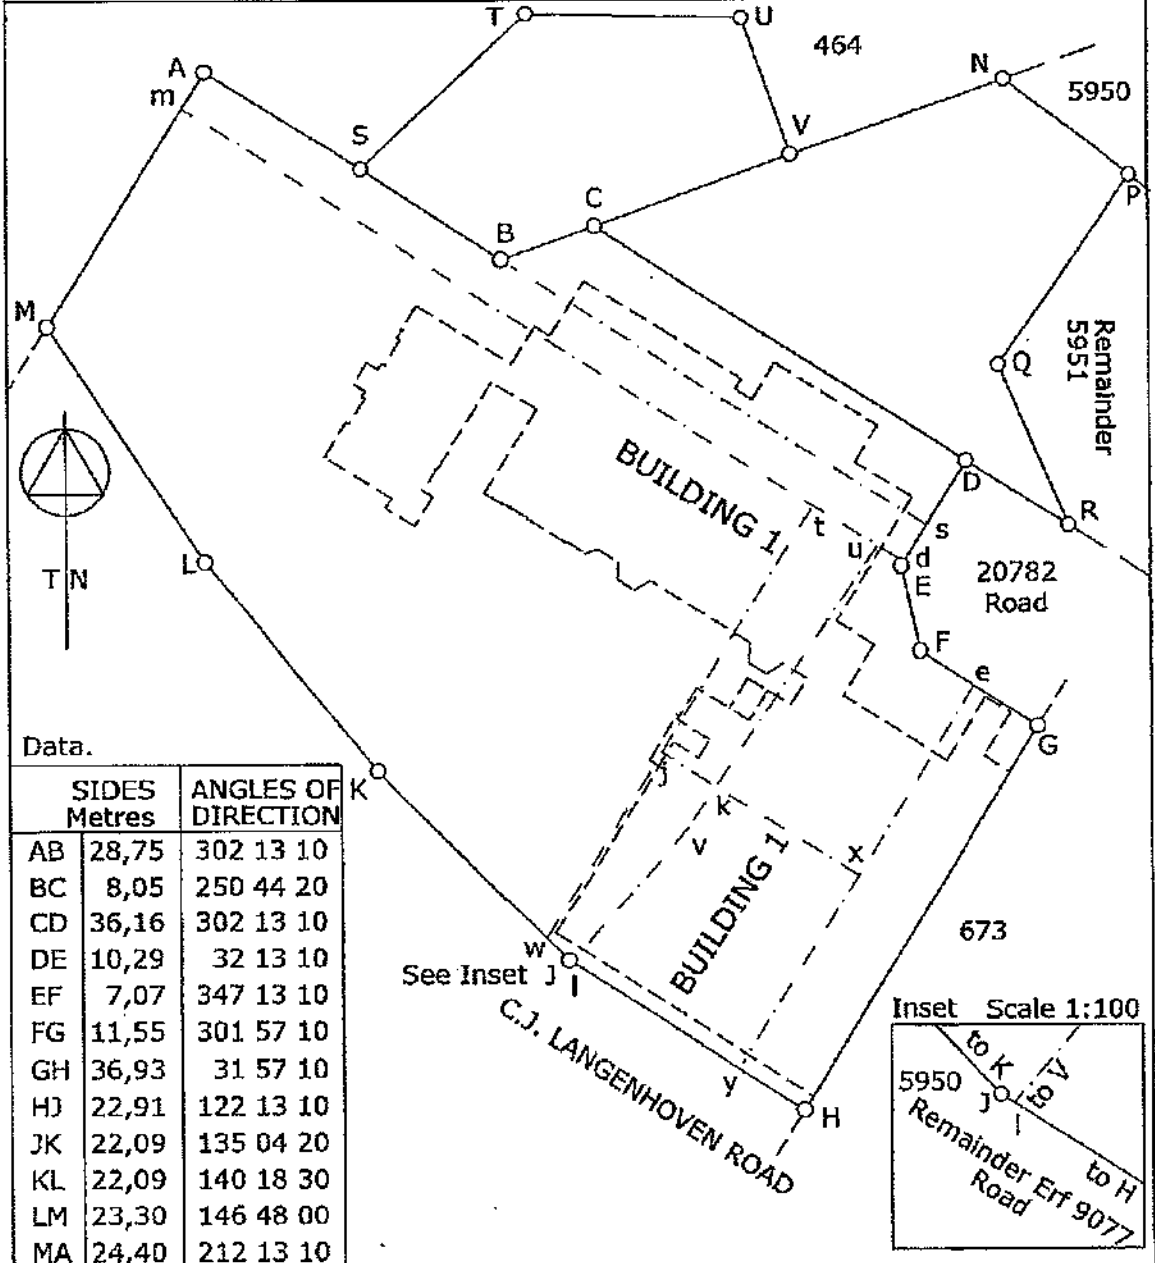 T
U
464
N
A
5950
m
S
V
P
C
B
M
Remainder
5951
Q
D
R
BUILDING 1
t
s
u
d
E
20782
Road
L
T N
F
e
G
Data.
j
K
k
v
x
BUILDING 1
673
w
See Inset J
1
C.J. LANGENHOVEN ROAD
y
H
SIDES
Metres
ANGLES OF
DIRECTION
AB 28,75 302 13 10
BC 8,05 250 44 20
CD 36,16 302 13 10
DE 10,29 32 13 10
EF 7,07 347 13 10
FG 11,55 301 57 10
GH 36,93 31 57 10
HJ 22,91 122 13 10
JK 22,09 135 04 20
KL 22,09 140 18 30
LM 23,30 146 48 00
MA 24,40 212 13 10
Inset Scale 1:100
to K
to V
5950
J
to H
Remainder Erf 9077
Road